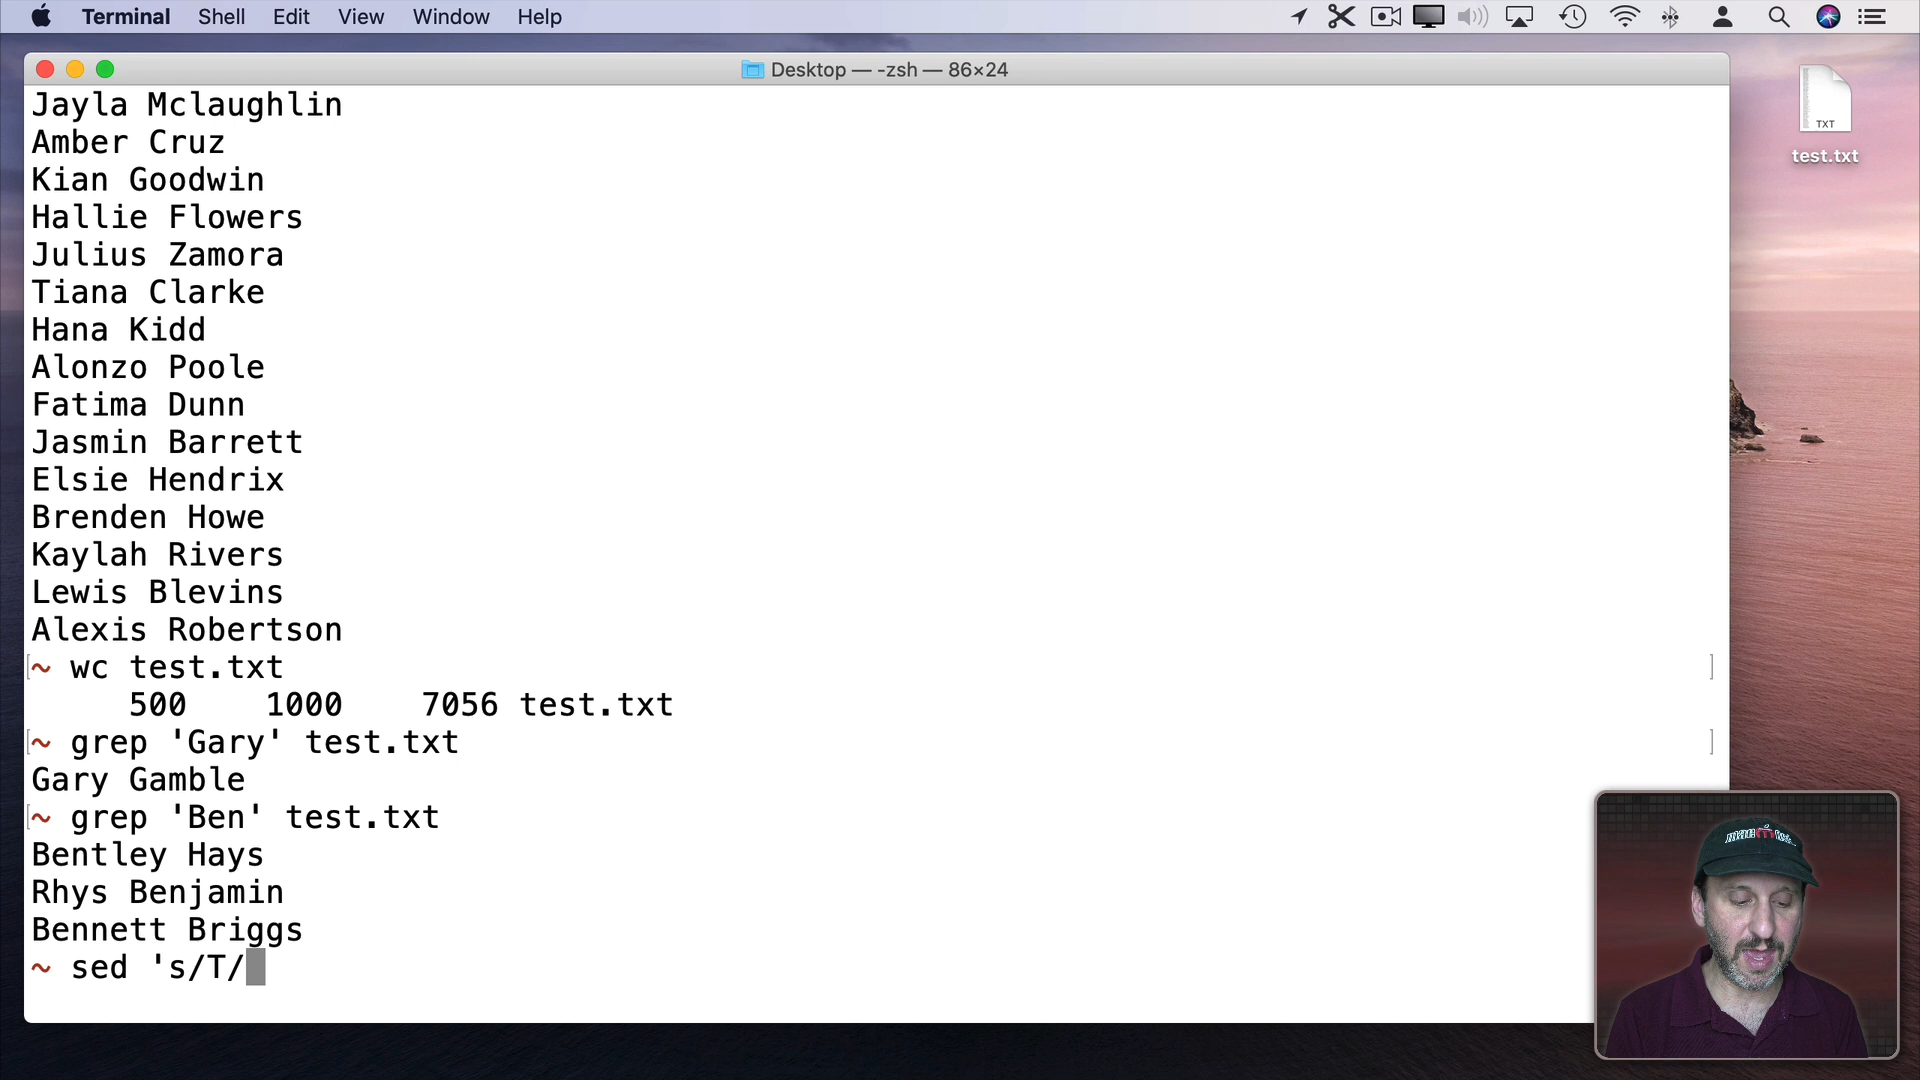 Terminal Shell Edit View Window Help
Desktop — -zsh — 86×24
Jayla Mclaughlin
Amber Cruz
Kian Goodwin
Hallie Flowers
Julius Zamora
Tiana Clarke
Hana Kidd
Alonzo Poole
Fatima Dunn
Jasmin Barrett
Elsie Hendrix
Brenden Howe
Kaylah Rivers
Lewis Blevins
Alexis Robertson
[~ wc test.txt ]
500 1000 7056 test.txt
[~ grep 'Gary' test.txt ]
Gary Gamble
[~ grep 'Ben' test.txt
Bentley Hays
Rhys Benjamin
Bennett Briggs
~ sed 's/T/
TXT
test.txt